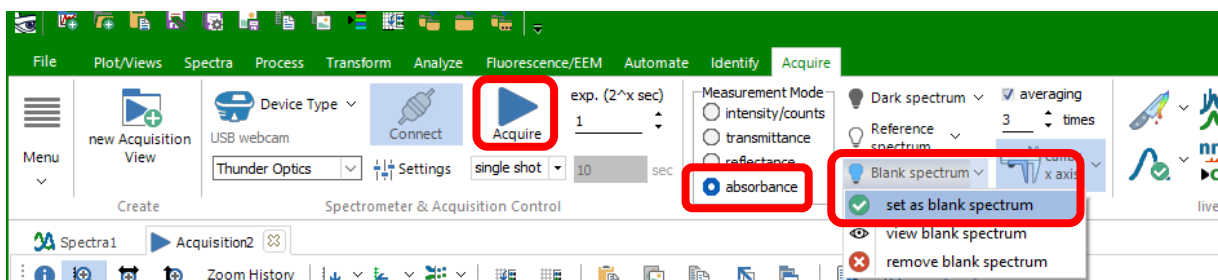 File Plot/Views Spectra Process Transform Analyze Fluorescence/EEM Automate Identify Acquire
Menu
new Acquisition
View
Create
Device Type
USB webcam
Thunder Optics
Connect
Settings
Acquire
single shot
exp. (2^x sec)
1
10 sec
Spectrometer & Acquisition Control
Measurement Mode
intensity/counts
transmittance
reflectance
absorbance
Dark spectrum
Reference
spectrum
Blank spectrum
averaging
3 times
x axis
set as blank spectrum
view blank spectrum
remove blank spectrum
live
Spectra1 Acquisition2
Zoom History